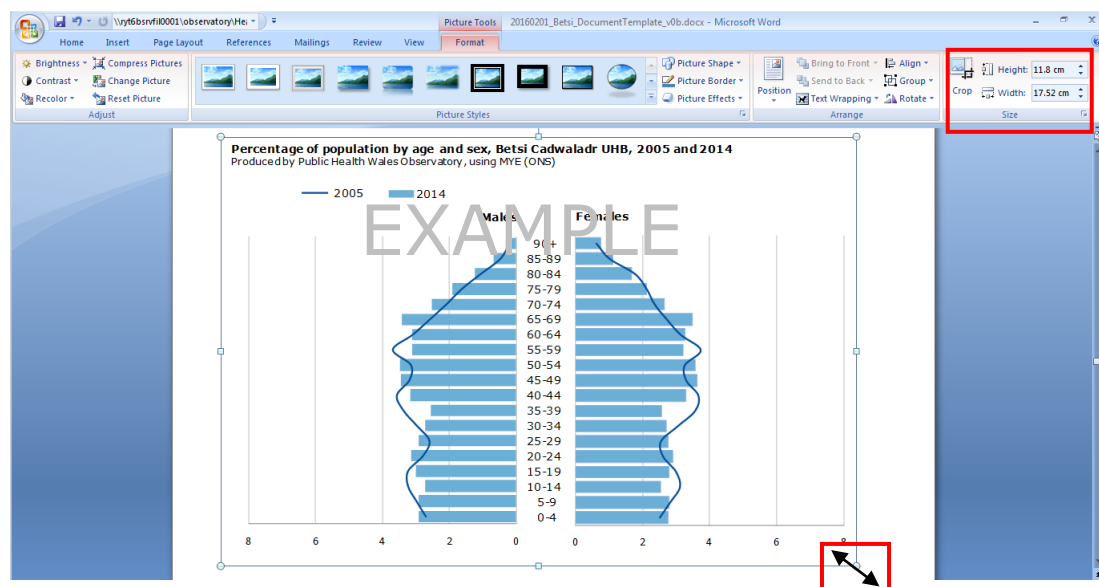 \\ryt6bsnrfil0001\observatory\Hea
Picture Tools
20160201_Betsi_DocumentTemplate_v0b.docx - Microsoft Word
Home Insert Page Layout References Mailings Review View Format
Brightness Compress Pictures
Contrast Change Picture
Recolor Reset Picture
Adjust
Picture Styles
Picture Shape
Picture Border
Picture Effects
Position
Bring to Front
Send to Back
Text Wrapping
Align
Group
Rotate
Arrange
Crop
Height: 11.8 cm
Width: 17.52 cm
Size
Percentage of population by age and sex, Betsi Cadwaladr UHB, 2005 and 2014
Produced by Public Health Wales Observatory, using MYE (ONS)
2005 2014
EXAMPLE
Males Females
90+
85-89
80-84
75-79
70-74
65-69
60-64
55-59
50-54
45-49
40-44
35-39
30-34
25-29
20-24
15-19
10-14
5-9
0-4
8 6 4 2 0 0 2 4 6 8